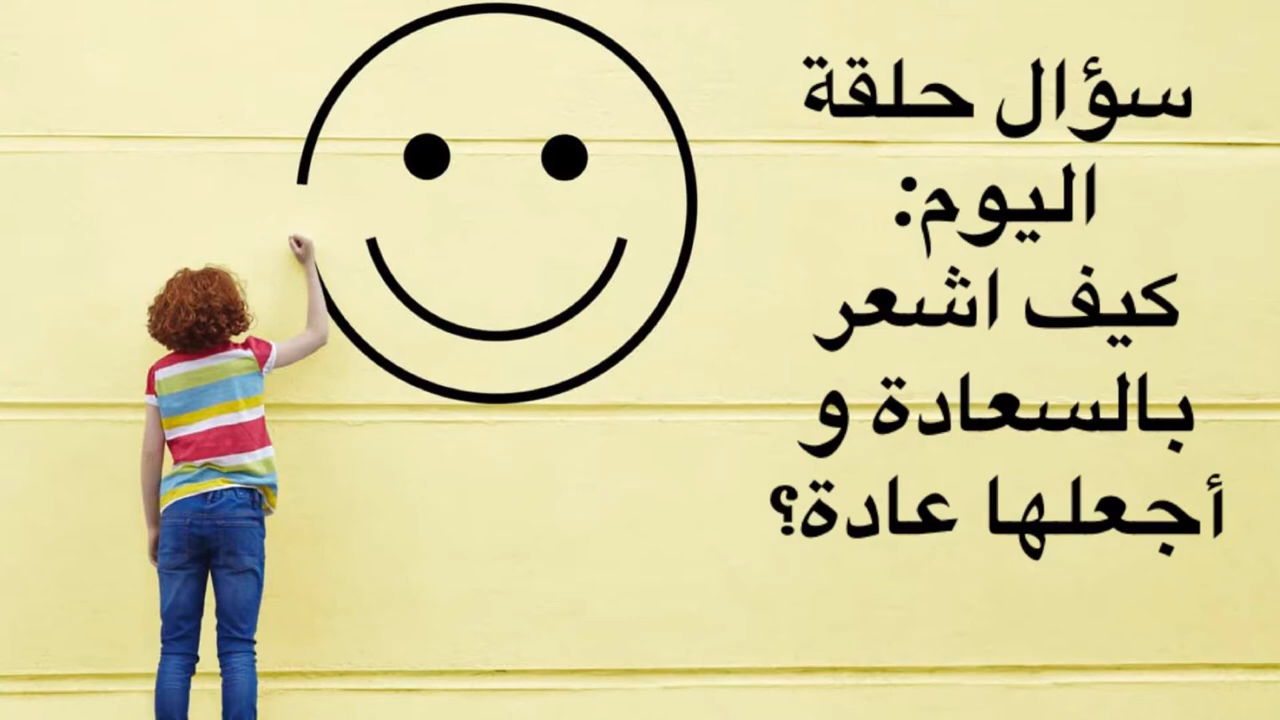 سؤال حلقة
اليوم:
كيف اشعر
بالسعادة و
أجعلها عادة؟